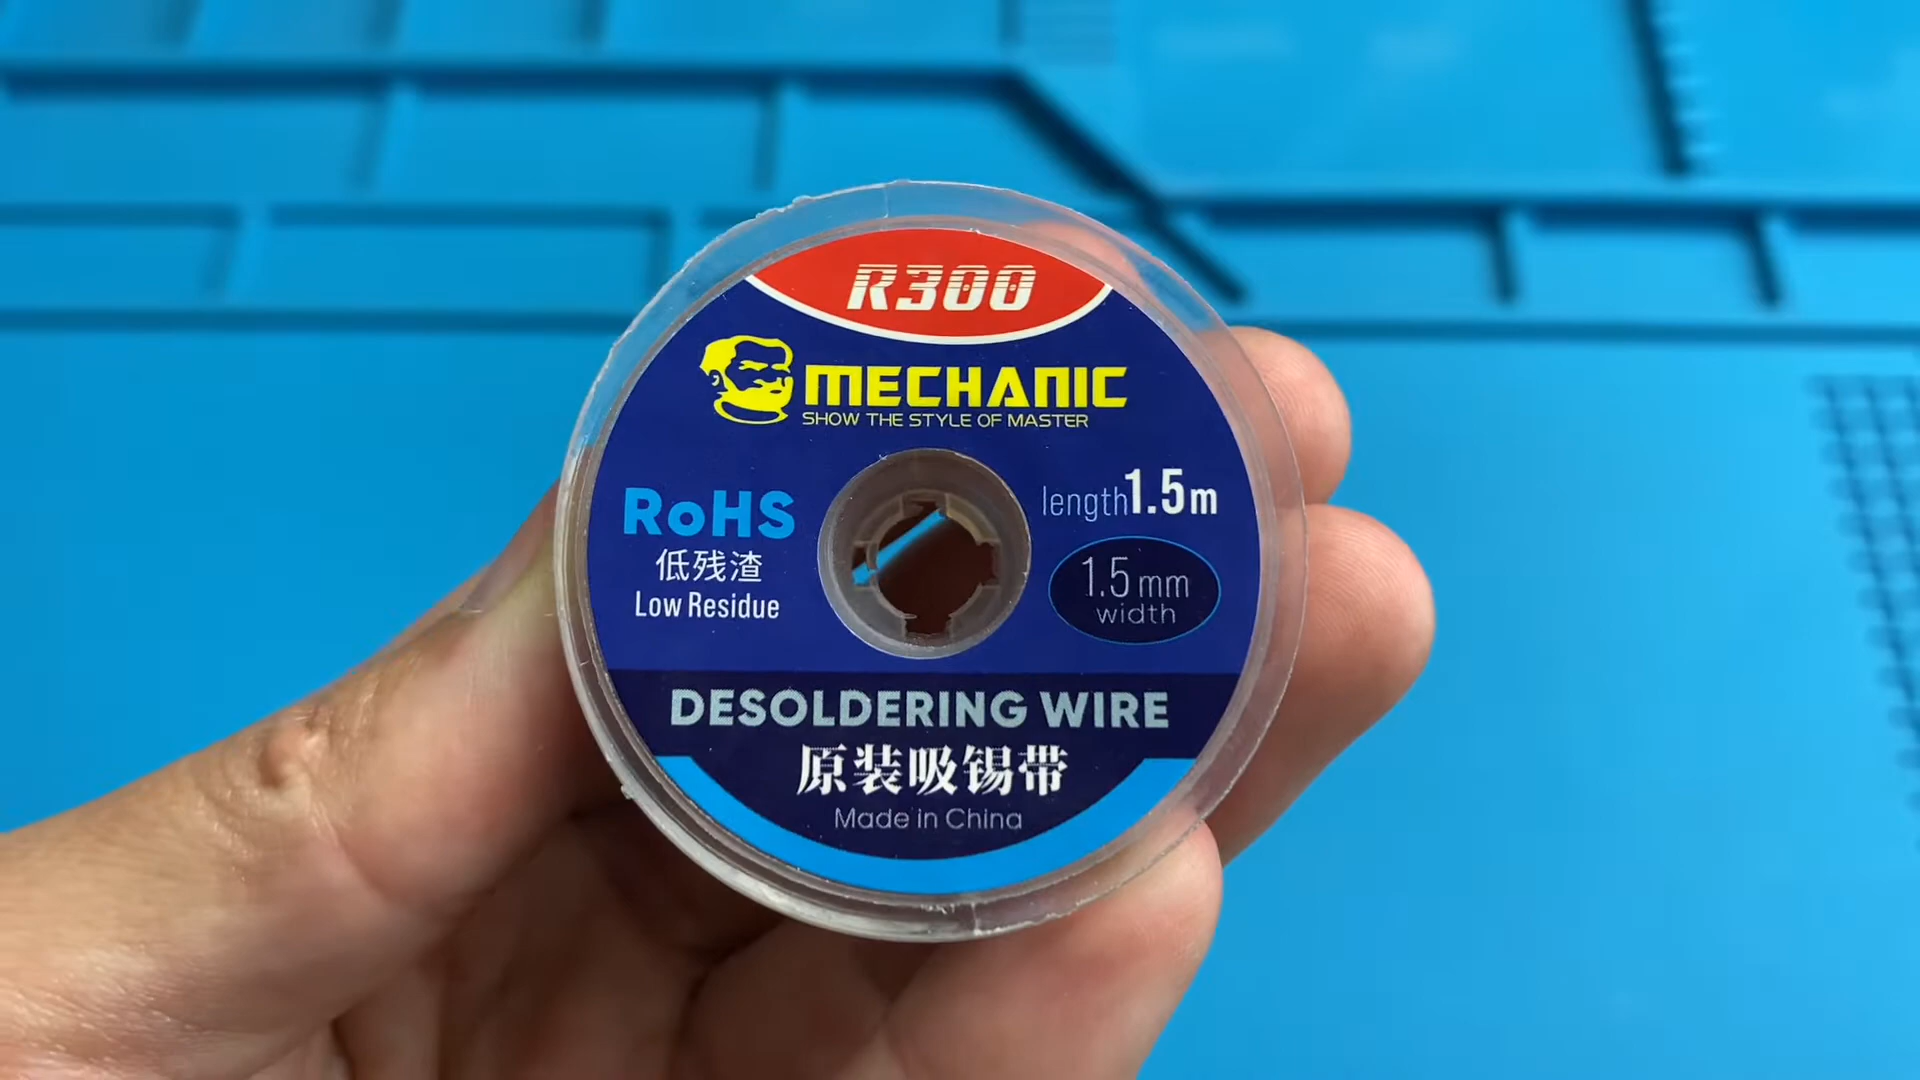 R300
MECHANIC
SHOW THE STYLE OF MASTER
RoHS
低残渣
Low Residue
length1.5m
1.5mm
width
DESOLDERING WIRE
原装吸锡带
Made in China